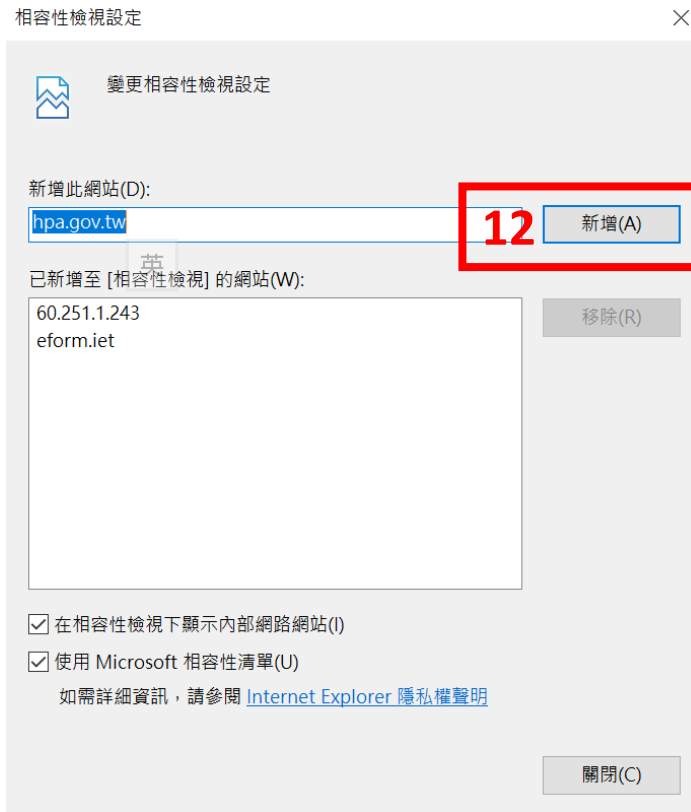 相容性檢視設定
變更相容性檢視設定
新增此網站(D):
hpa.gov.tw
12
新增(A)
英
已新增至 [相容性檢視] 的網站(W):
60.251.1.243
移除(R)
eform.iet
在相容性檢視下顯示內部網路網站(I)
使用 Microsoft 相容性清單(U)
如需詳細資訊，請參閱 Internet Explorer 隱私權聲明
關閉(C)